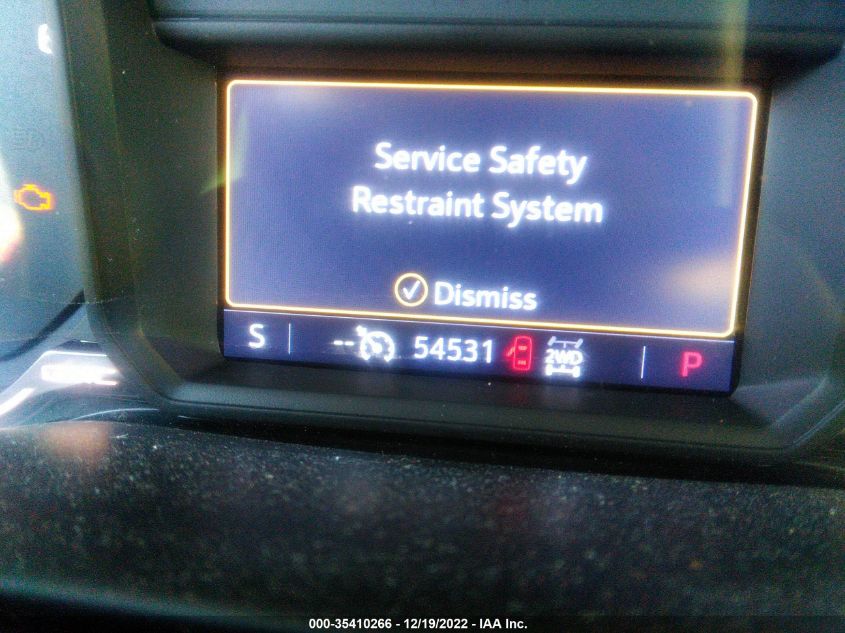 Service Safety
Restraint System
Dismiss
S -- 54531 2WD P
000-35410266 - 12/19/2022 - IAA Inc.